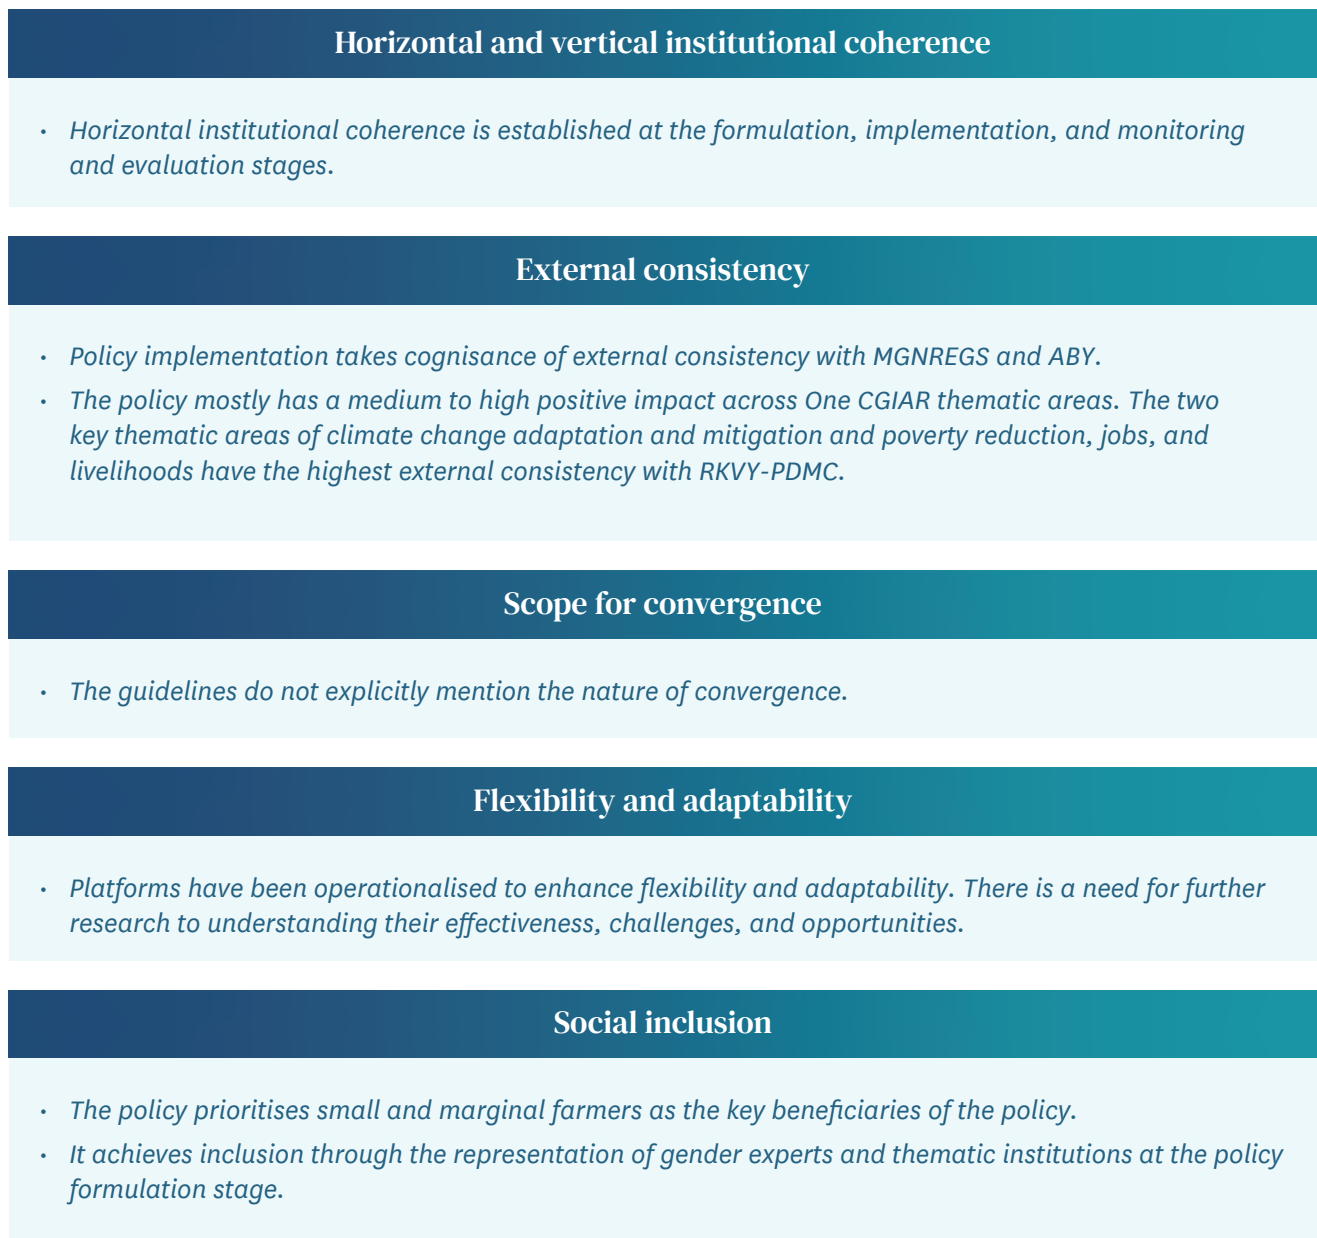 Horizontal and vertical institutional coherence
• Horizontal institutional coherence is established at the formulation, implementation, and monitoring
and evaluation stages.
External consistency
• Policy implementation takes cognisance of external consistency with MGNREGS and ABY.
• The policy mostly has a medium to high positive impact across One CGIAR thematic areas. The two
key thematic areas of climate change adaptation and mitigation and poverty reduction, jobs, and
livelihoods have the highest external consistency with RKVY-PDMC.
Scope for convergence
• The guidelines do not explicitly mention the nature of convergence.
Flexibility and adaptability
• Platforms have been operationalised to enhance flexibility and adaptability. There is a need for further
research to understanding their effectiveness, challenges, and opportunities.
Social inclusion
• The policy prioritises small and marginal farmers as the key beneficiaries of the policy.
• It achieves inclusion through the representation of gender experts and thematic institutions at the policy
formulation stage.